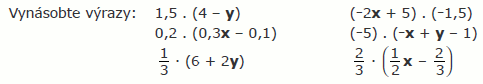 Vynásobte výrazy: 1,5 . (4 – y) (-2x + 5) . (-1,5)
0,2 . (0,3x – 0,1) (-5) . (-x + y – 1)
1/3 · (6 + 2y) 2/3 · (1/2x – 2/3)